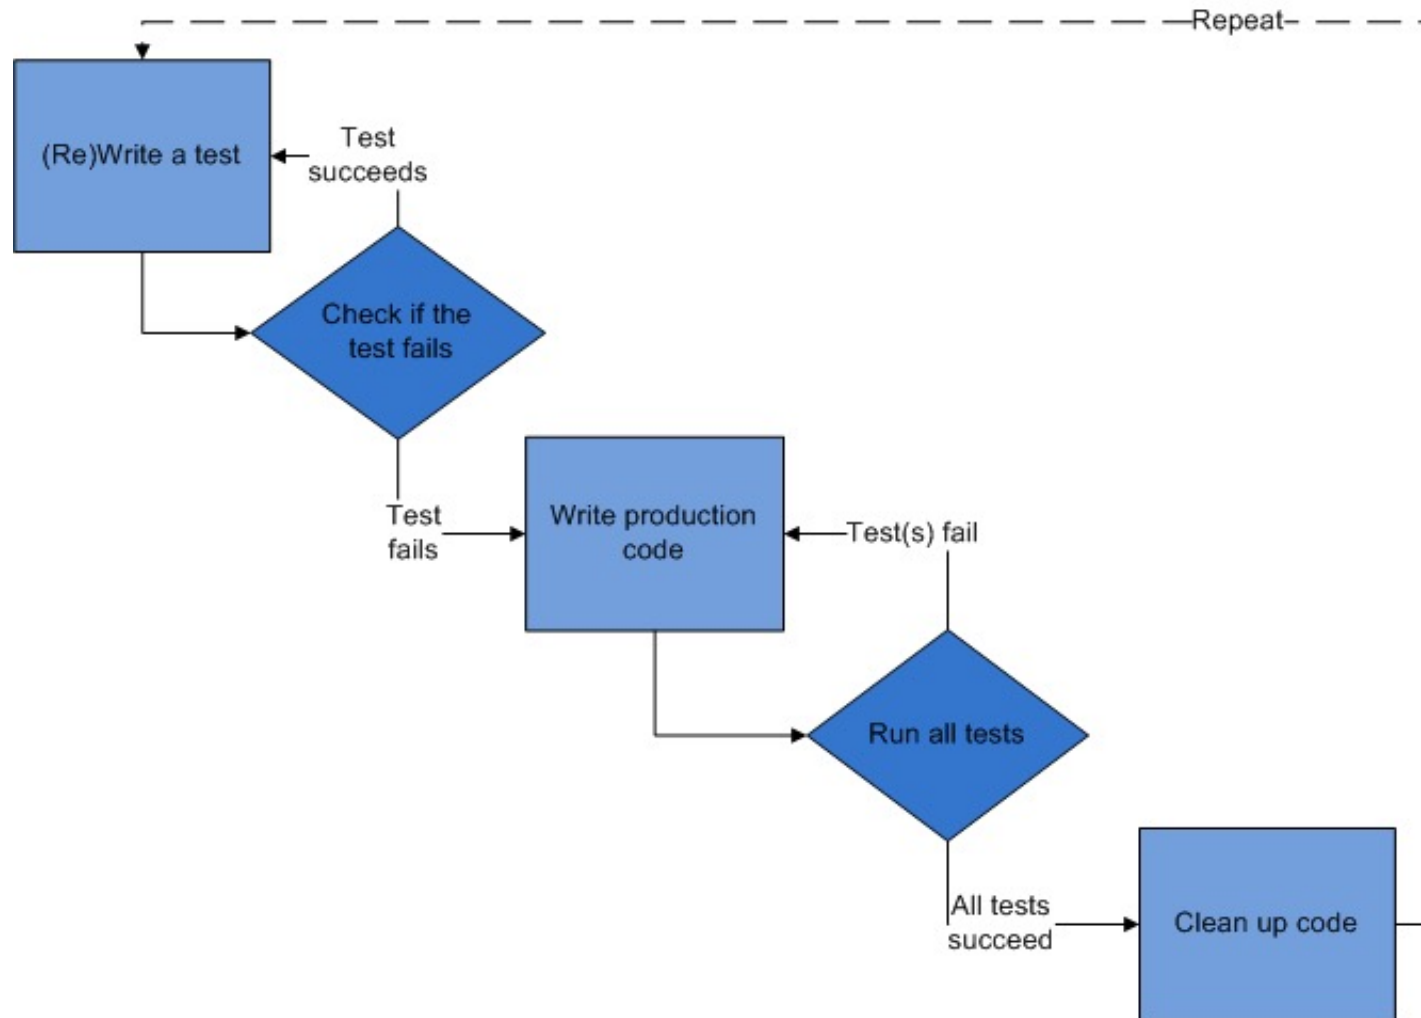 Repeat
(Re)Write a test
Test
succeeds
Check if the
test fails
Test
fails
Write production
code
Test(s) fail
Run all tests
All tests
succeed
Clean up code